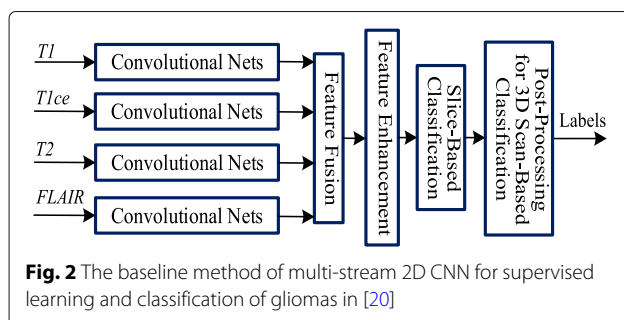 T1
Convolutional Nets
T1ce
Convolutional Nets
T2
Convolutional Nets
FLAIR
Convolutional Nets
Feature Fusion
Feature Enhancement
Slice-Based
Classification
Post-Processing
for 3D Scan-Based
Classification
Labels
Fig. 2 The baseline method of multi-stream 2D CNN for supervised
learning and classification of gliomas in [20]